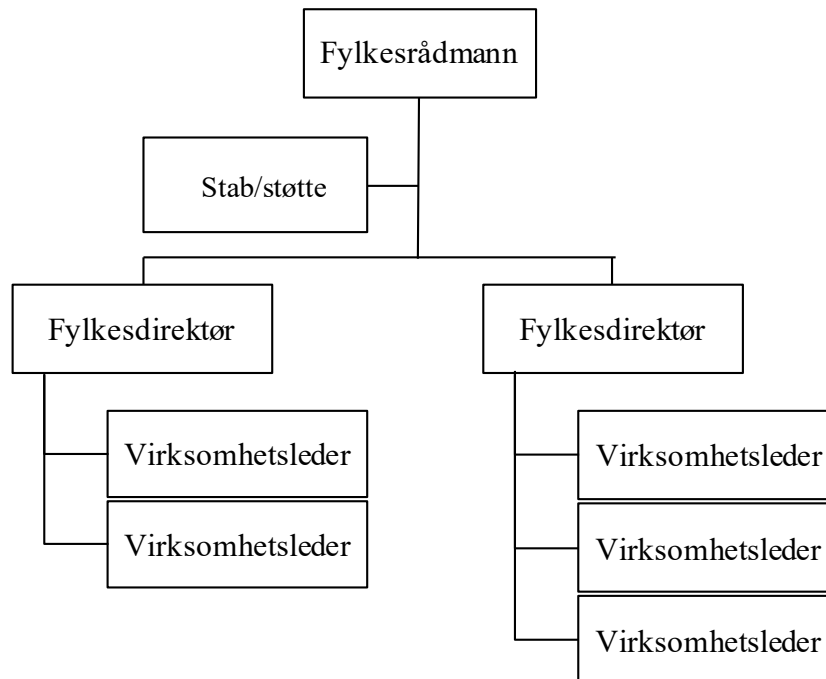 Fylkesrådmann
Stab/støtte
Fylkesdirektør
Fylkesdirektør
Virksomhetsleder
Virksomhetsleder
Virksomhetsleder
Virksomhetsleder
Virksomhetsleder